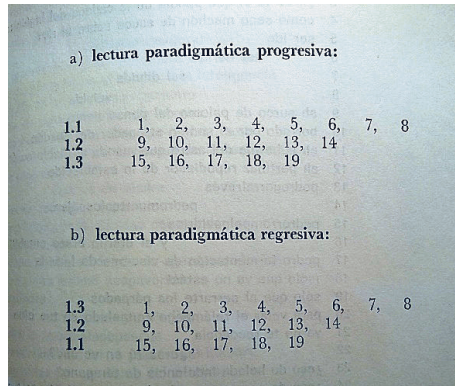 a) lectura paradigmática progresiva:
1.1 1, 2, 3, 4, 5, 6, 7, 8
1.2 9, 10, 11, 12, 13, 14
1.3 15, 16, 17, 18, 19
b) lectura paradigmática regresiva:
1.3 1, 2, 3, 4, 5, 6, 7, 8
1.2 9, 10, 11, 12, 13, 14
1.1 15, 16, 17, 18, 19